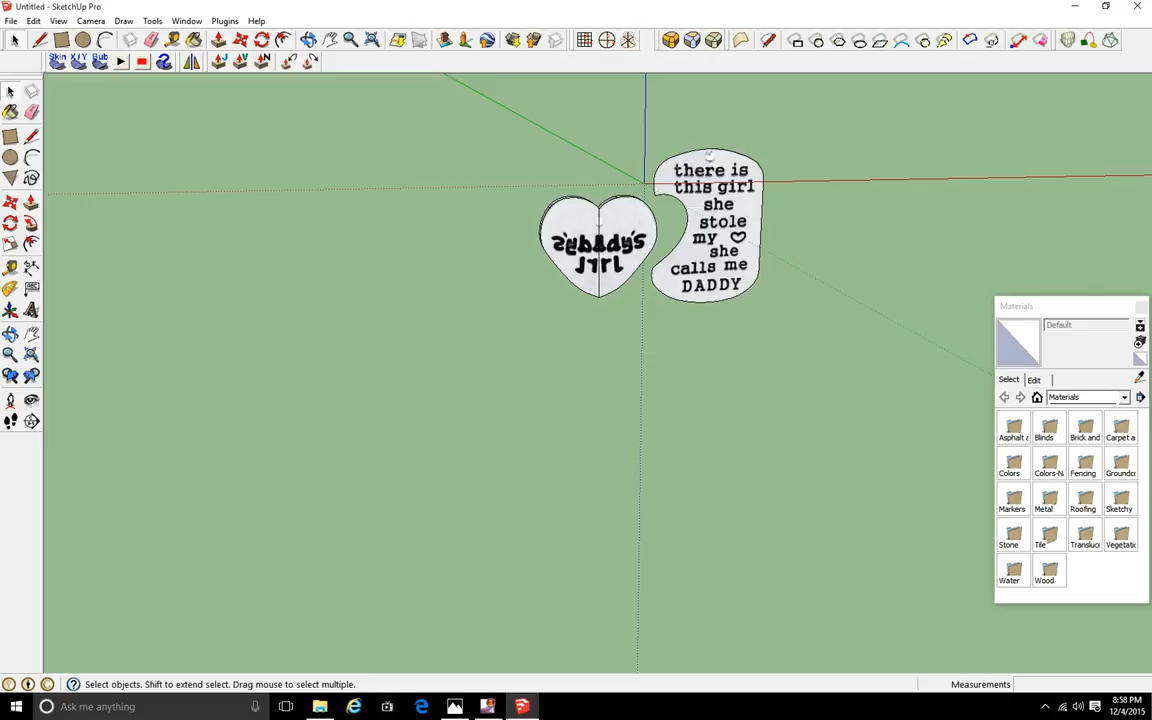 Untitled - SketchUp Pro
File Edit View Camera Draw Tools Window Plugins Help
Skin X/Y Bub
there is
this girl
she
stole
my
she
calls me
DADDY
Materials
Default
Select Edit
Materials
Asphalt a Blinds Brick and Carpet a
Colors Colors-N Fencing Groundc
Markers Metal Roofing Sketchy
Stone Tile Transluc Vegetati
Water Wood
Select objects. Shift to extend select. Drag mouse to select multiple.
Measurements
Ask me anything
8:58 PM
12/4/2015